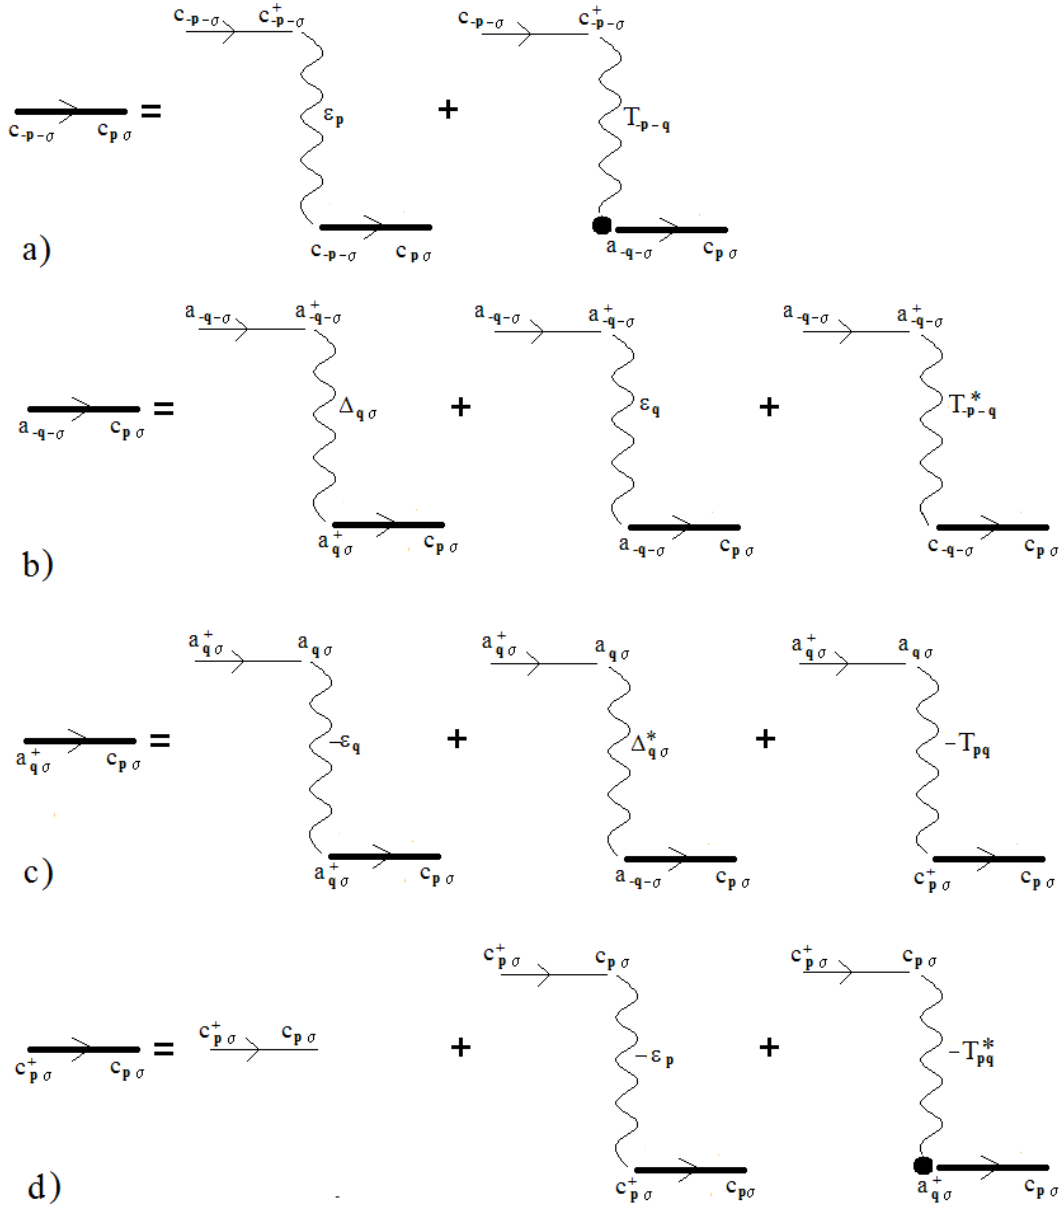 c₋ₚ₋σ c⁺₋ₚ₋σ c₋ₚ₋σ c⁺₋ₚ₋σ
c₋ₚ₋σ cₚσ = εₚ + T₋ₚ₋q
a) c₋ₚ₋σ cₚσ a₋q₋σ cₚσ
a₋q₋σ a⁺₋q₋σ a₋q₋σ a⁺₋q₋σ a₋q₋σ a⁺₋q₋σ
a₋q₋σ cₚσ = Δqσ + εq + T*₋ₚ₋q
b) a⁺qσ cₚσ a₋q₋σ cₚσ c₋q₋σ cₚσ
a⁺qσ aqσ a⁺qσ aqσ a⁺qσ aqσ
a⁺qσ cₚσ = -εq + Δ*qσ + -Tpq
c) a⁺qσ cₚσ a₋q₋σ cₚσ c⁺ₚσ cₚσ
c⁺ₚσ cₚσ c⁺ₚσ cₚσ
c⁺ₚσ cₚσ = c⁺ₚσ cₚσ + -εₚ + -T*pq
d) c⁺ₚσ cₚσ a⁺qσ cₚσ